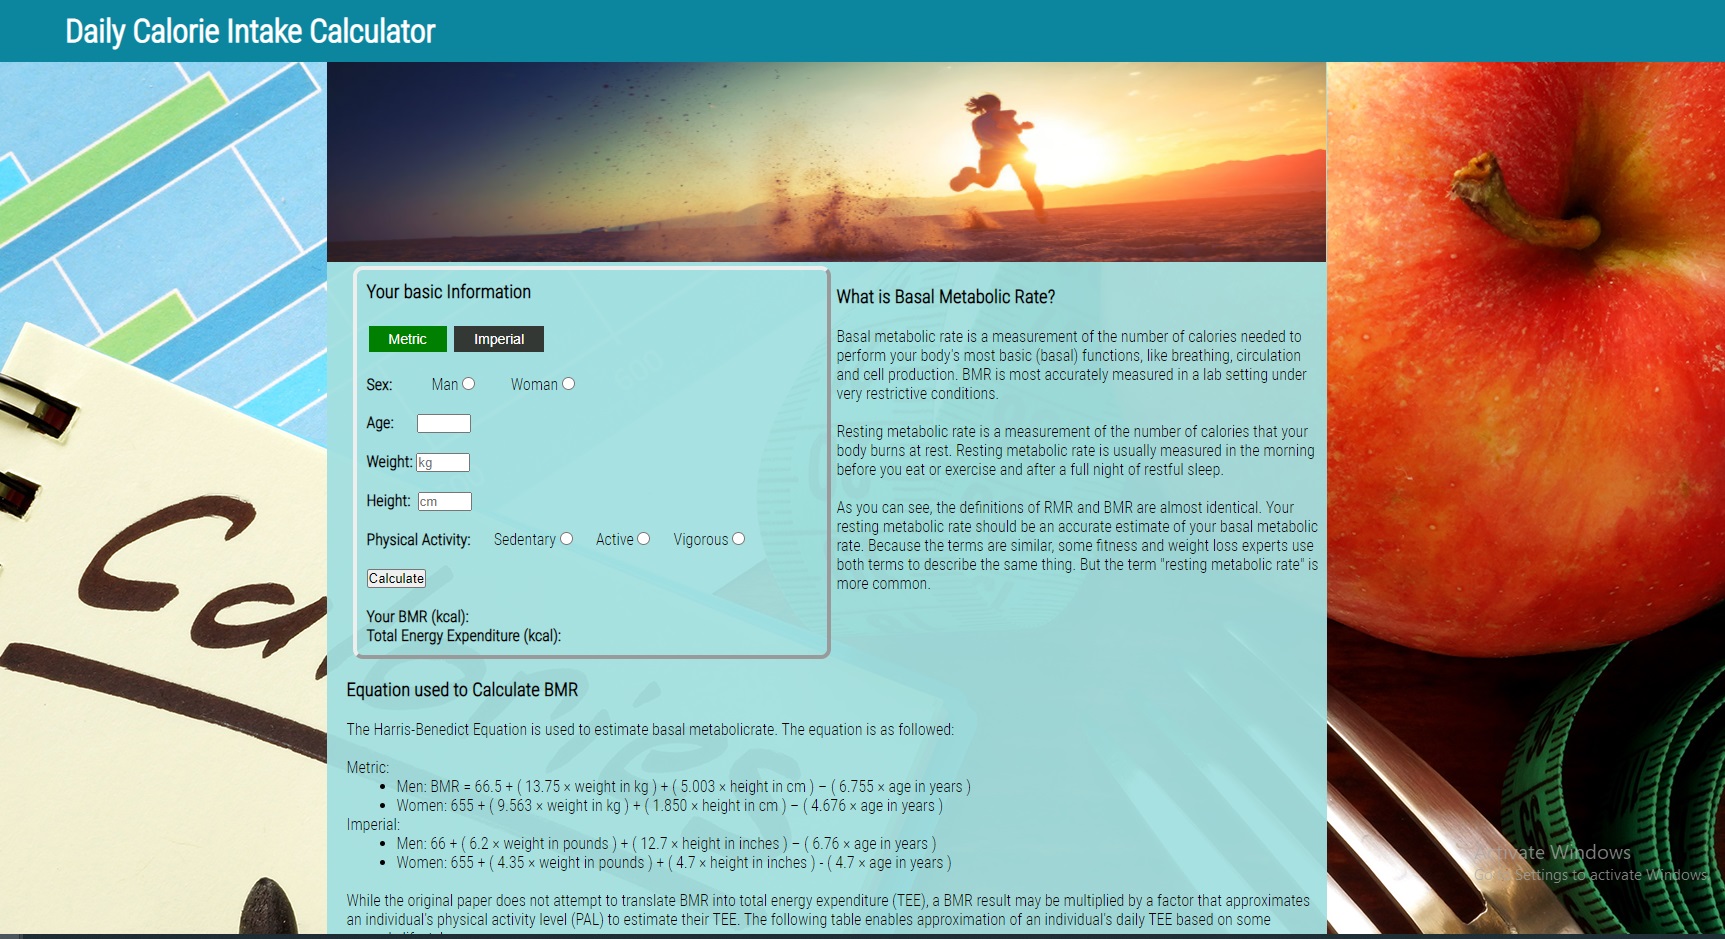 Daily Calorie Intake Calculator
Your basic Information
Metric Imperial
Sex: Man Woman
Age:
Weight: kg
Height: cm
Physical Activity: Sedentary Active Vigorous
Calculate
Your BMR (kcal):
Total Energy Expenditure (kcal):
What is Basal Metabolic Rate?
Basal metabolic rate is a measurement of the number of calories needed to
perform your body's most basic (basal) functions, like breathing, circulation
and cell production. BMR is most accurately measured in a lab setting under
very restrictive conditions.
Resting metabolic rate is a measurement of the number of calories that your
body burns at rest. Resting metabolic rate is usually measured in the morning
before you eat or exercise and after a full night of restful sleep.
As you can see, the definitions of RMR and BMR are almost identical. Your
resting metabolic rate should be an accurate estimate of your basal metabolic
rate. Because the terms are similar, some fitness and weight loss experts use
both terms to describe the same thing. But the term "resting metabolic rate" is
more common.
Equation used to Calculate BMR
The Harris-Benedict Equation is used to estimate basal metabolicrate. The equation is as followed:
Metric:
• Men: BMR = 66.5 + ( 13.75 × weight in kg ) + ( 5.003 × height in cm ) – ( 6.755 × age in years )
• Women: 655 + ( 9.563 × weight in kg ) + ( 1.850 × height in cm ) – ( 4.676 × age in years )
Imperial:
• Men: 66 + ( 6.2 × weight in pounds ) + ( 12.7 × height in inches ) – ( 6.76 × age in years )
• Women: 655 + ( 4.35 × weight in pounds ) + ( 4.7 × height in inches ) - ( 4.7 × age in years )
While the original paper does not attempt to translate BMR into total energy expenditure (TEE), a BMR result may be multiplied by a factor that approximates
an individual's physical activity level (PAL) to estimate their TEE. The following table enables approximation of an individual's daily TEE based on some
Calories
Activate Windows
Go to Settings to activate Windows.